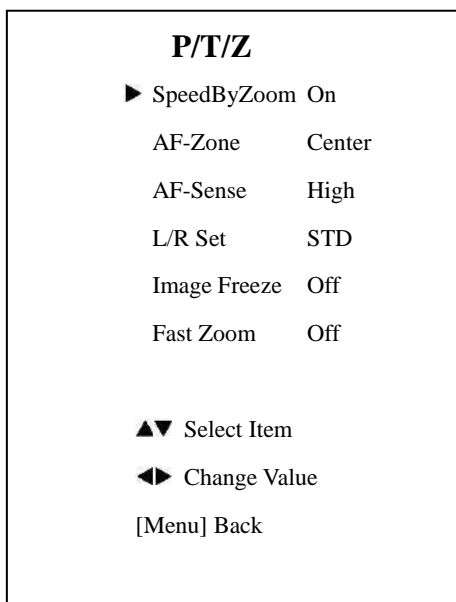 P/T/Z
▶ SpeedByZoom On
AF-Zone Center
AF-Sense High
L/R Set STD
Image Freeze Off
Fast Zoom Off
▲▼ Select Item
◀▶ Change Value
[Menu] Back